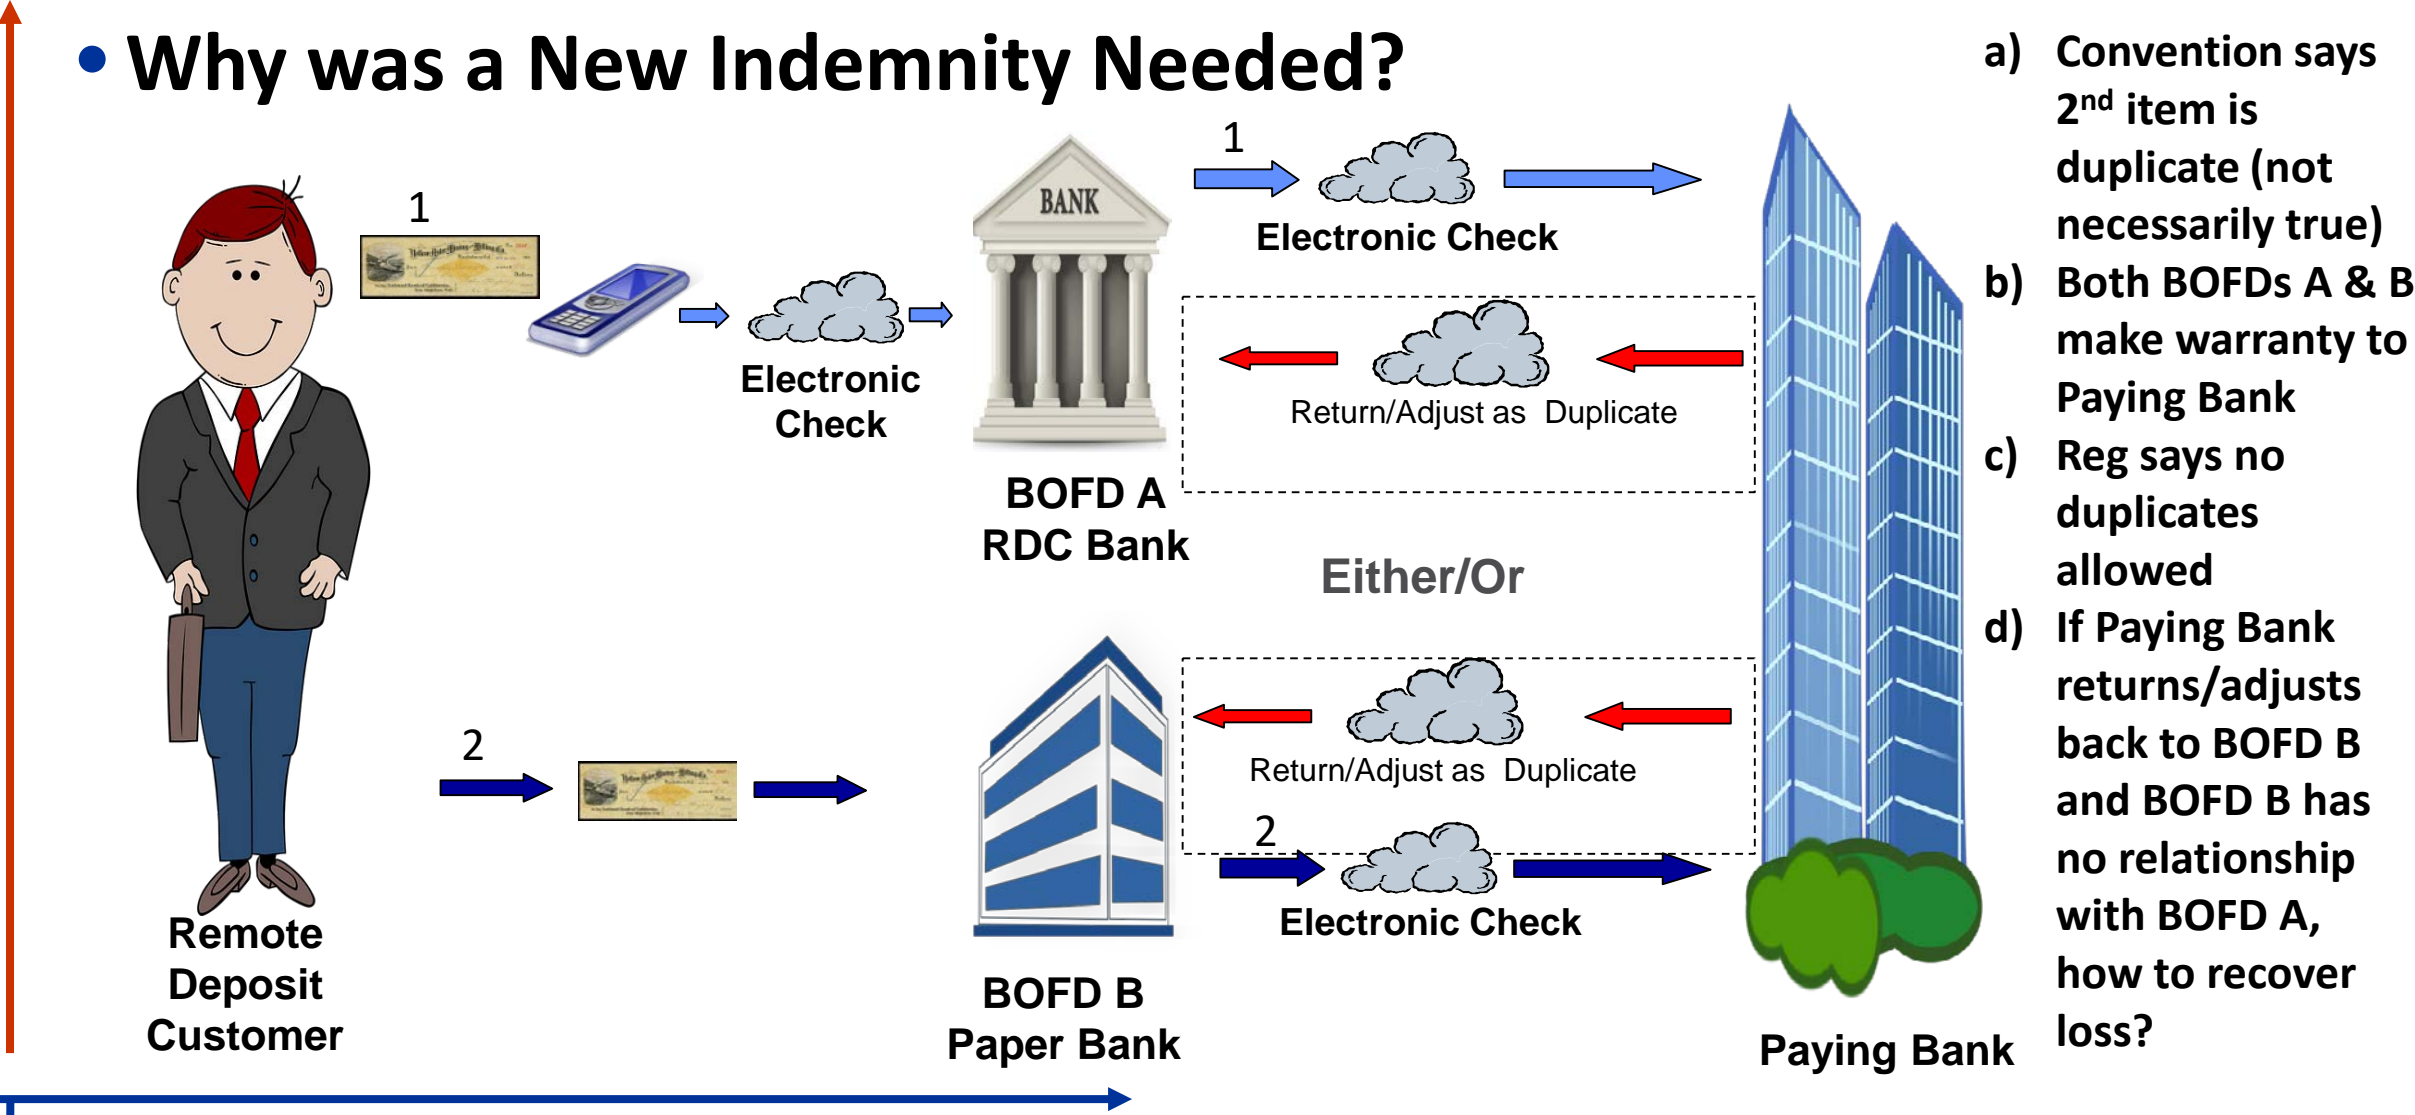 • Why was a New Indemnity Needed?
1
Electronic
Check
BANK
BOFD A
RDC Bank
1
Electronic Check
Return/Adjust as Duplicate
Either/Or
Remote
Deposit
Customer
2
BOFD B
Paper Bank
Return/Adjust as Duplicate
2
Electronic Check
Paying Bank
a) Convention says
2nd item is
duplicate (not
necessarily true)
b) Both BOFDs A & B
make warranty to
Paying Bank
c) Reg says no
duplicates
allowed
d) If Paying Bank
returns/adjusts
back to BOFD B
and BOFD B has
no relationship
with BOFD A,
how to recover
loss?